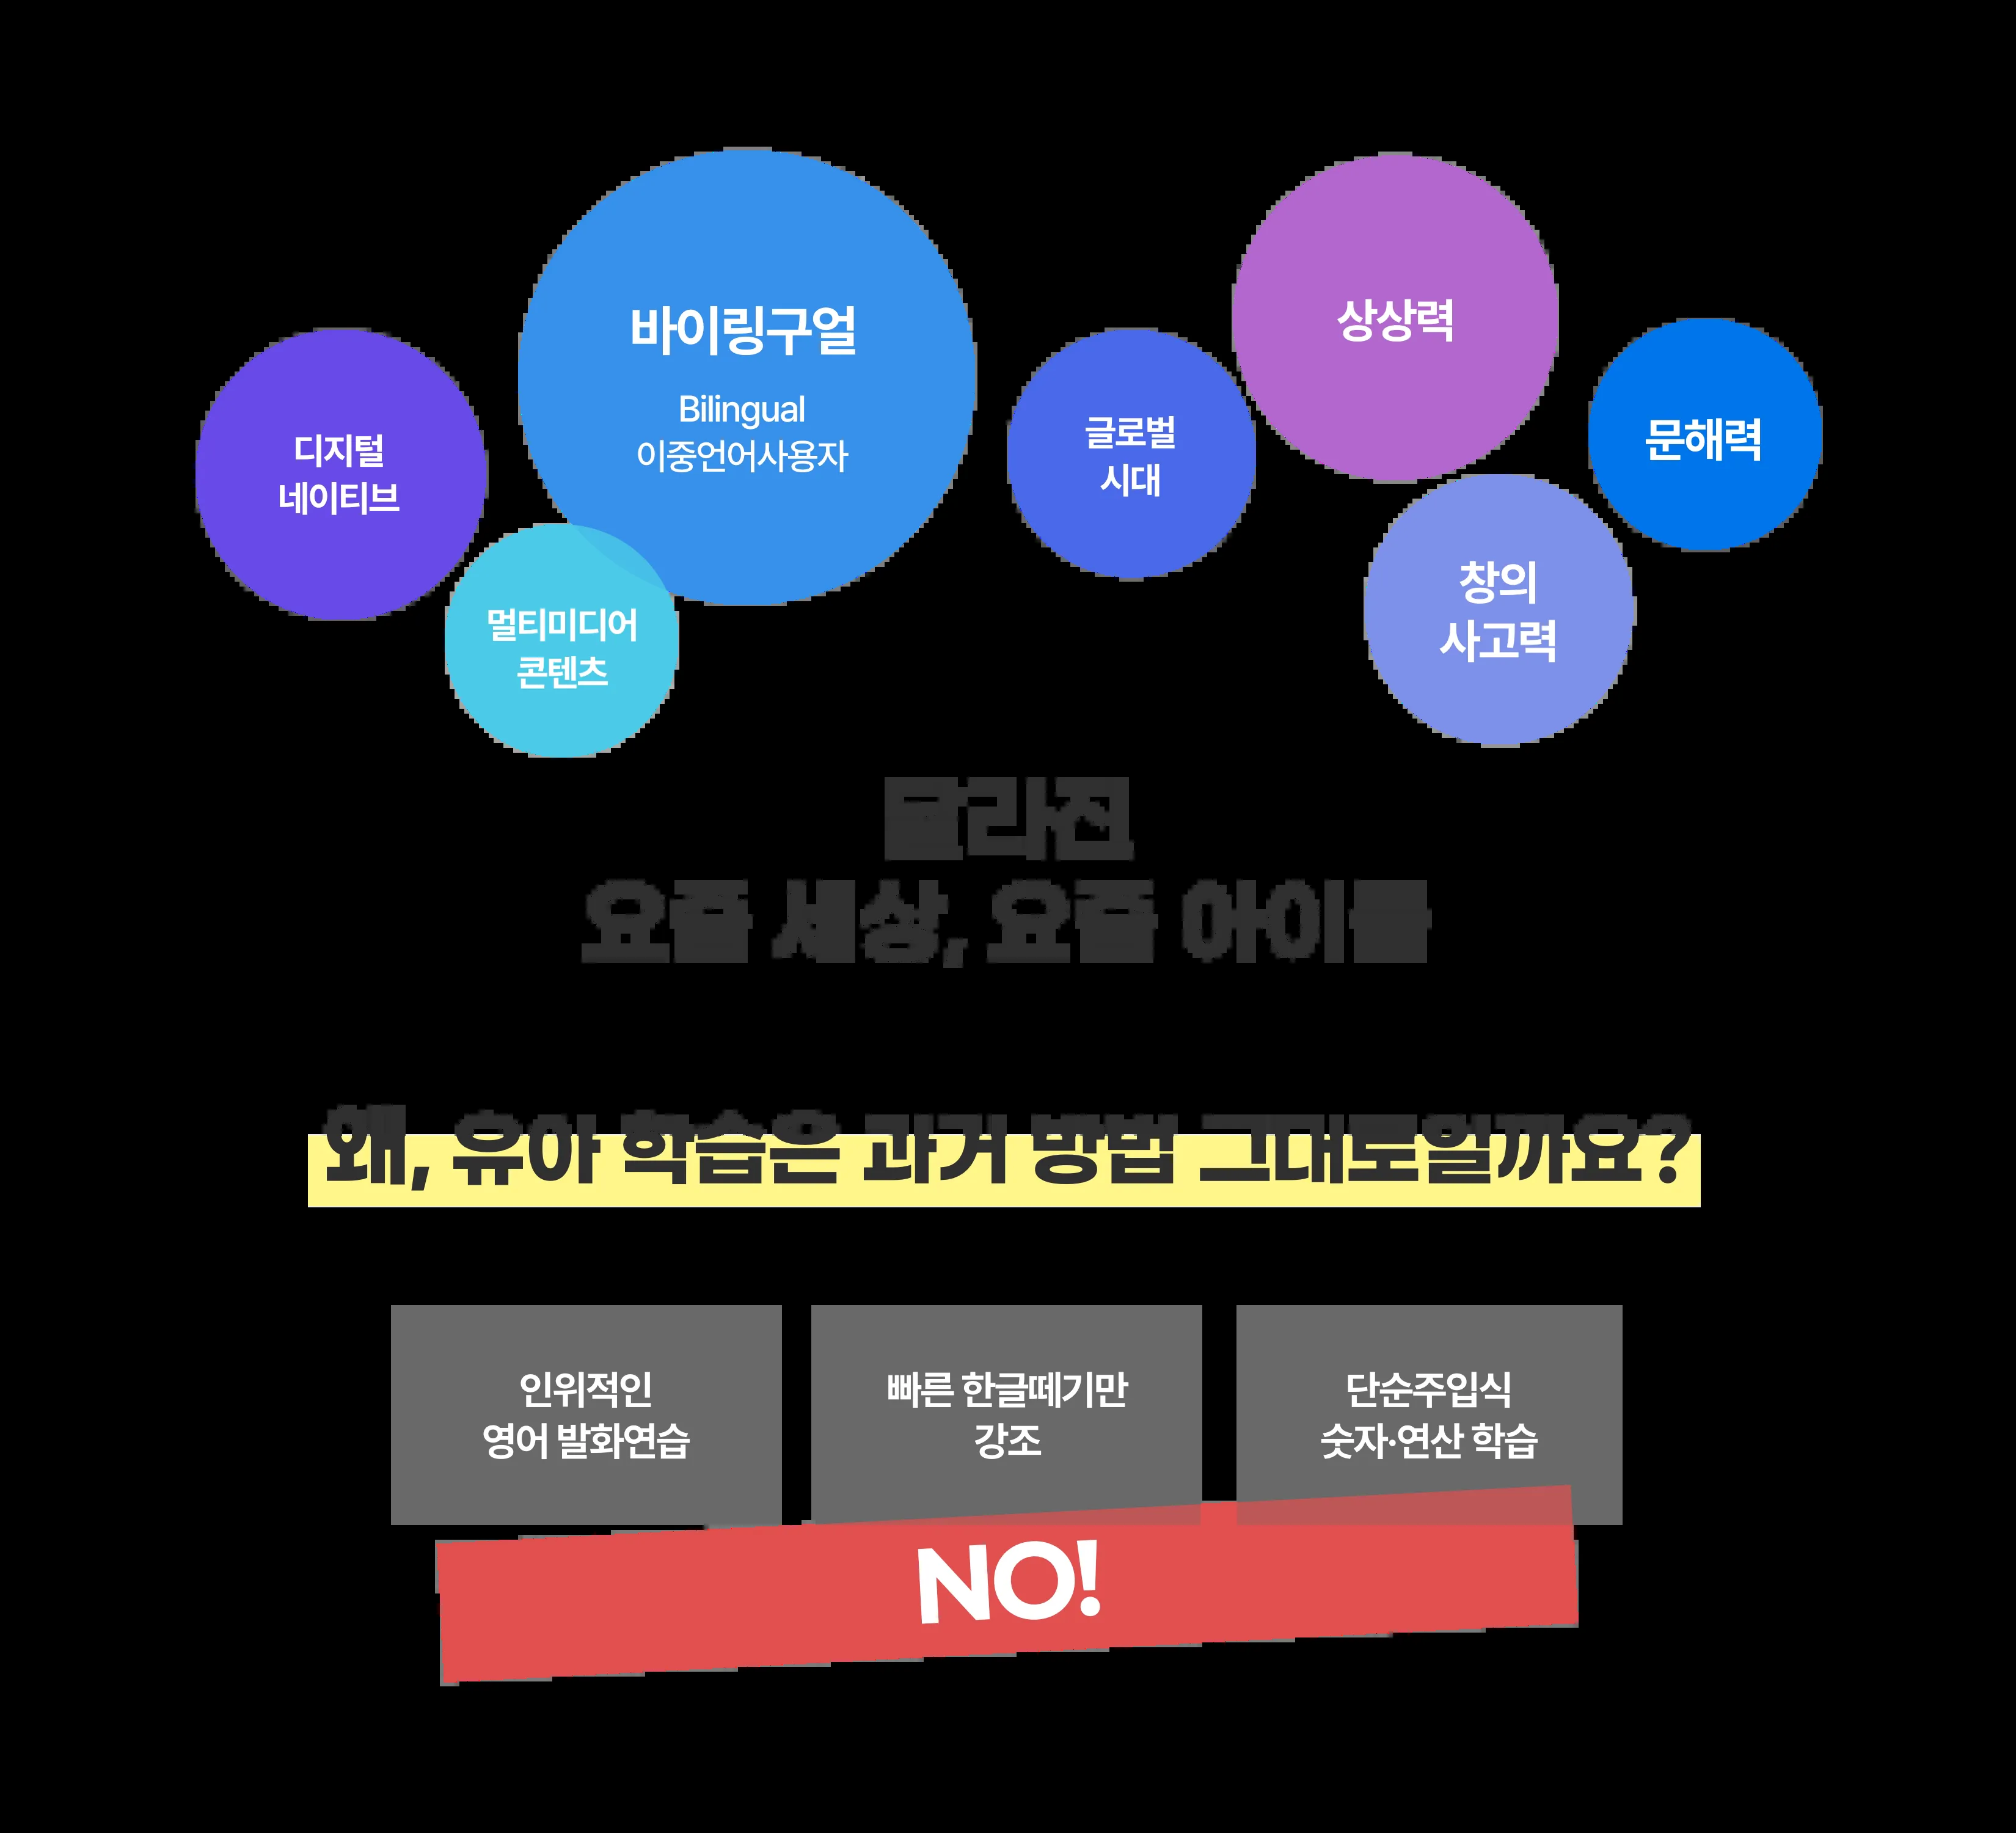 바이링구얼
Bilingual
이중언어사용자
상상력
디지털
네이티브
글로벌
시대
문해력
멀티미디어
콘텐츠
창의
사고력
달라진
요즘 세상, 요즘 아이들
왜, 유아 학습은 과거 방법 그대로일까요?
인위적인
영어 발화연습
빠른 한글떼기만
강조
단순주입식
숫자·연산 학습
NO!